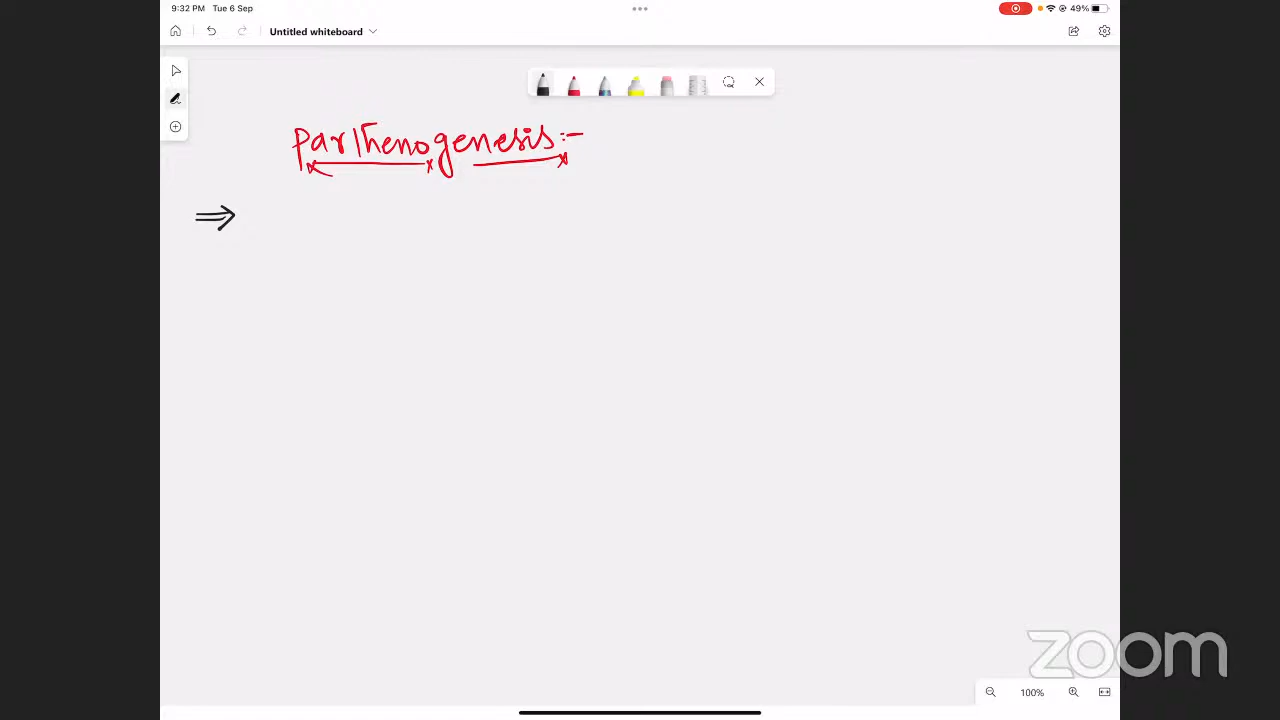 9:32 PM Tue 6 Sep
49%
Untitled whiteboard
Parthenogenesis:-
⇒
zoom
100%